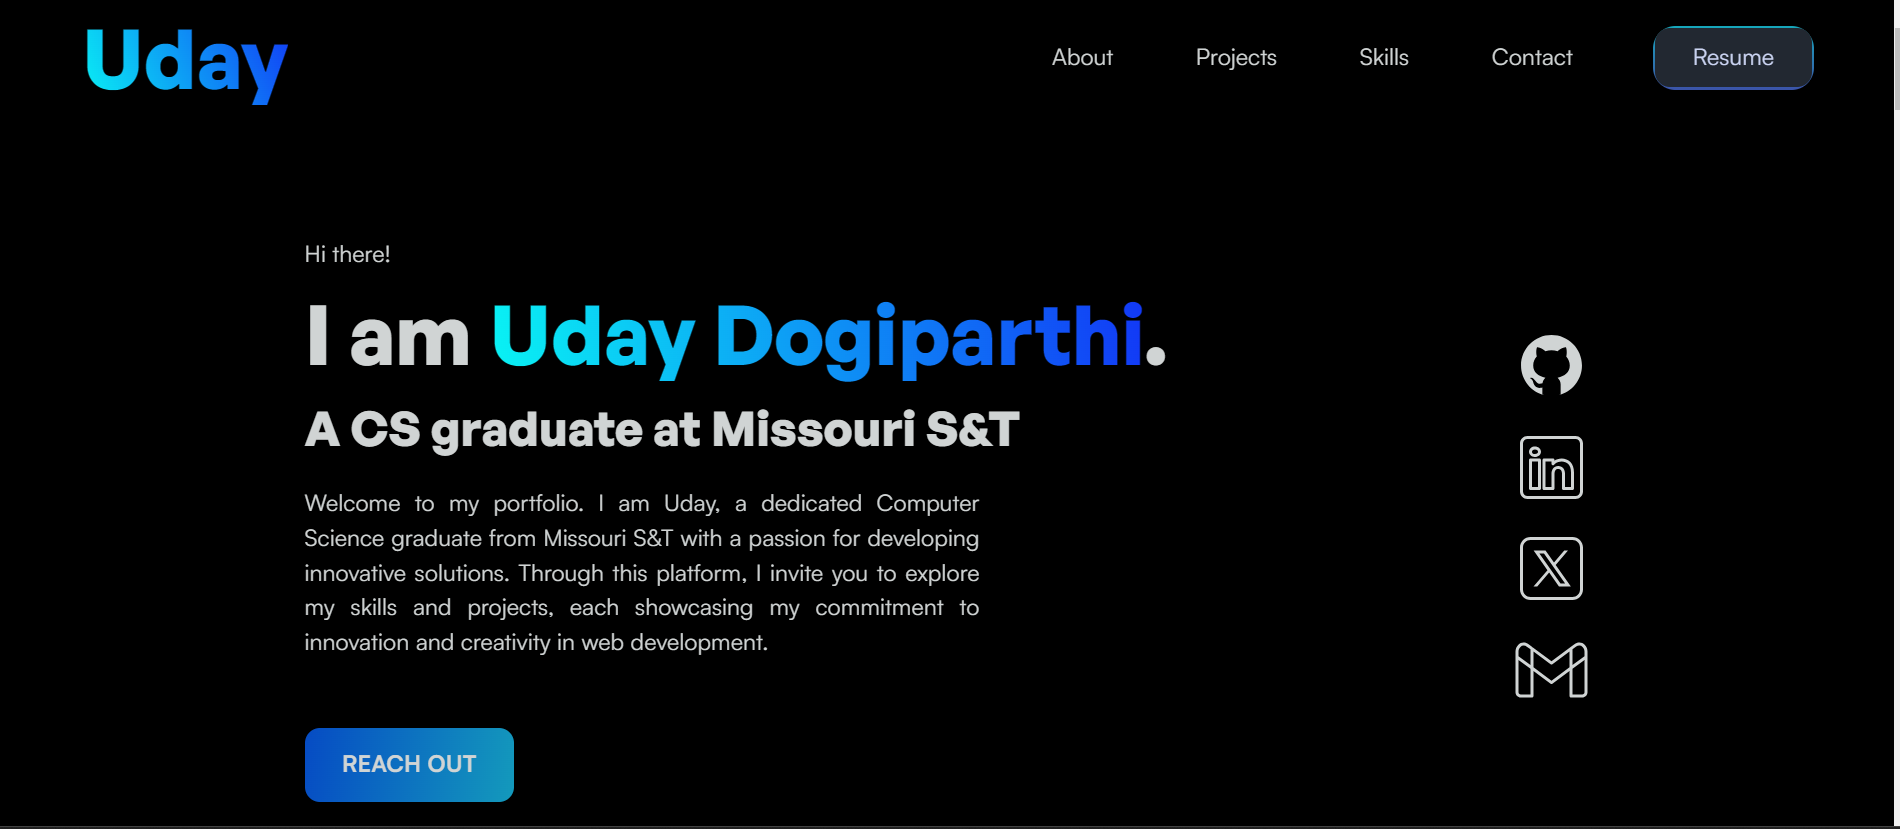 Uday
About Projects Skills Contact Resume
Hi there!
I am Uday Dogiparthi.
A CS graduate at Missouri S&T
Welcome to my portfolio. I am Uday, a dedicated Computer
Science graduate from Missouri S&T with a passion for developing
innovative solutions. Through this platform, I invite you to explore
my skills and projects, each showcasing my commitment to
innovation and creativity in web development.
REACH OUT
in
X
M